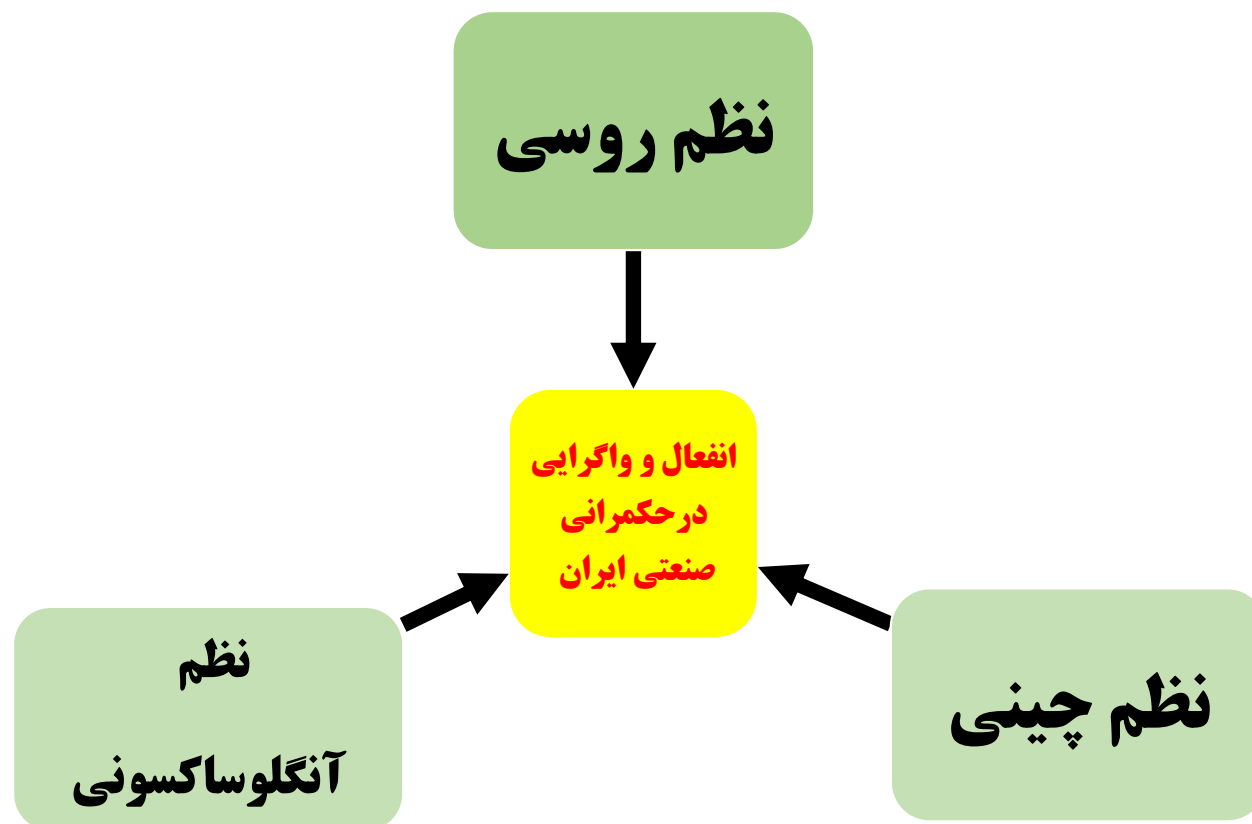 نظم روسی
انفعال و واگرایی
درحکمرانی
صنعتی ایران
نظم چینی
نظم
آنگلوساکسونی